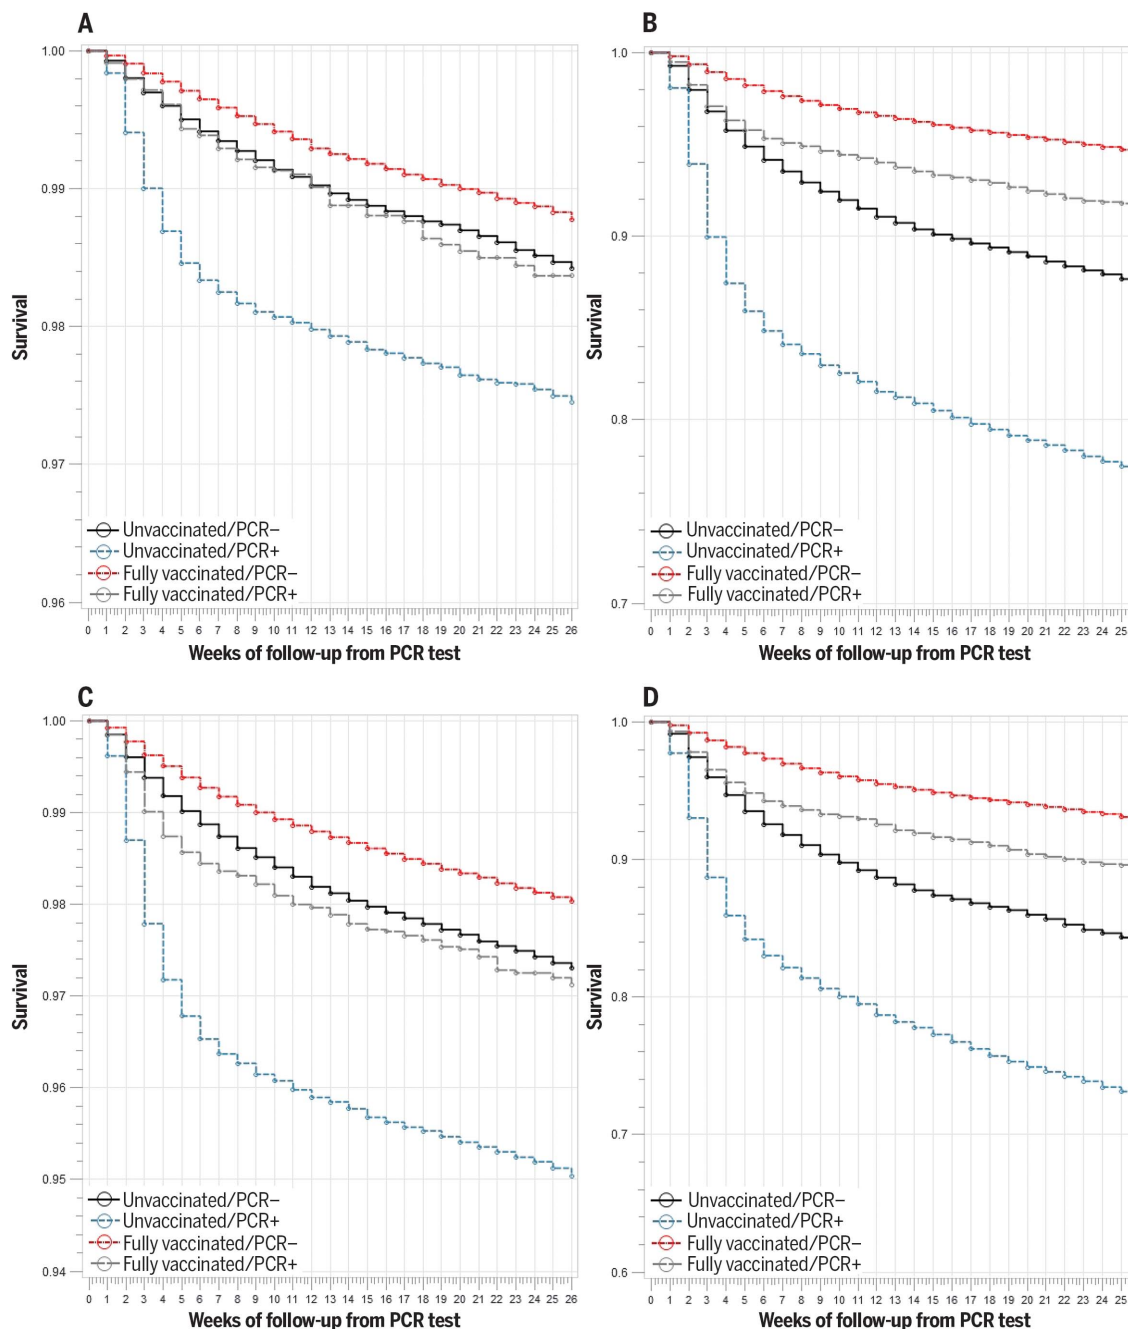 A
1.00
0.99
0.98
0.97
0.96
Survival
Unvaccinated/PCR–
Unvaccinated/PCR+
Fully vaccinated/PCR–
Fully vaccinated/PCR+
0 1 2 3 4 5 6 7 8 9 10 11 12 13 14 15 16 17 18 19 20 21 22 23 24 25 26
Weeks of follow-up from PCR test
B
1.0
0.9
0.8
0.7
Survival
Unvaccinated/PCR–
Unvaccinated/PCR+
Fully vaccinated/PCR–
Fully vaccinated/PCR+
0 1 2 3 4 5 6 7 8 9 10 11 12 13 14 15 16 17 18 19 20 21 22 23 24 25
Weeks of follow-up from PCR test
C
1.00
0.99
0.98
0.97
0.96
0.95
0.94
Survival
Unvaccinated/PCR–
Unvaccinated/PCR+
Fully vaccinated/PCR–
Fully vaccinated/PCR+
0 1 2 3 4 5 6 7 8 9 10 11 12 13 14 15 16 17 18 19 20 21 22 23 24 25 26
Weeks of follow-up from PCR test
D
1.0
0.9
0.8
0.7
0.6
Survival
Unvaccinated/PCR–
Unvaccinated/PCR+
Fully vaccinated/PCR–
Fully vaccinated/PCR+
0 1 2 3 4 5 6 7 8 9 10 11 12 13 14 15 16 17 18 19 20 21 22 23 24 25
Weeks of follow-up from PCR test